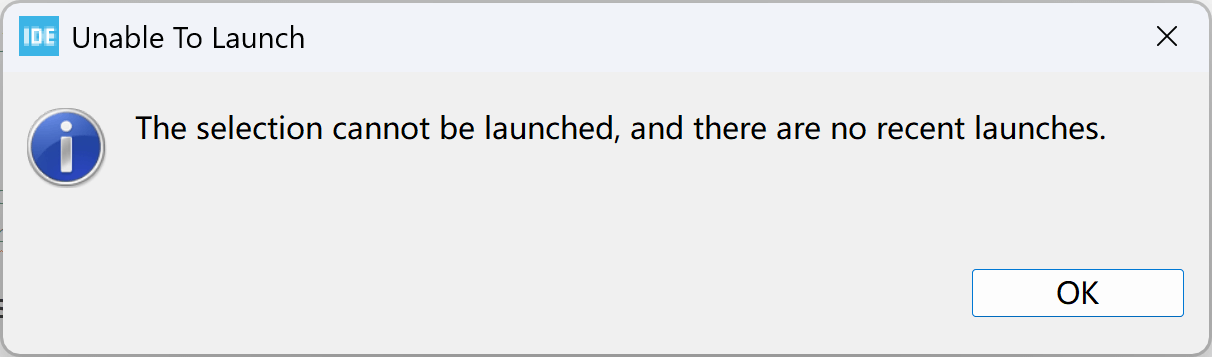 IDE Unable To Launch
The selection cannot be launched, and there are no recent launches.
OK